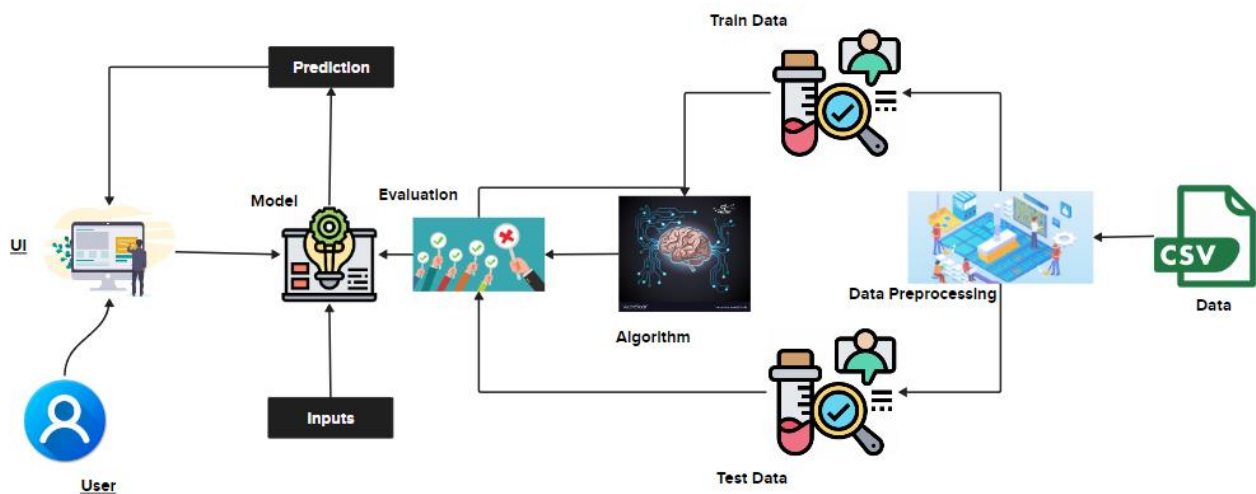 Train Data
Prediction
Model
Evaluation
UI
CSV
Data Preprocessing
Data
Algorithm
Inputs
Test Data
User